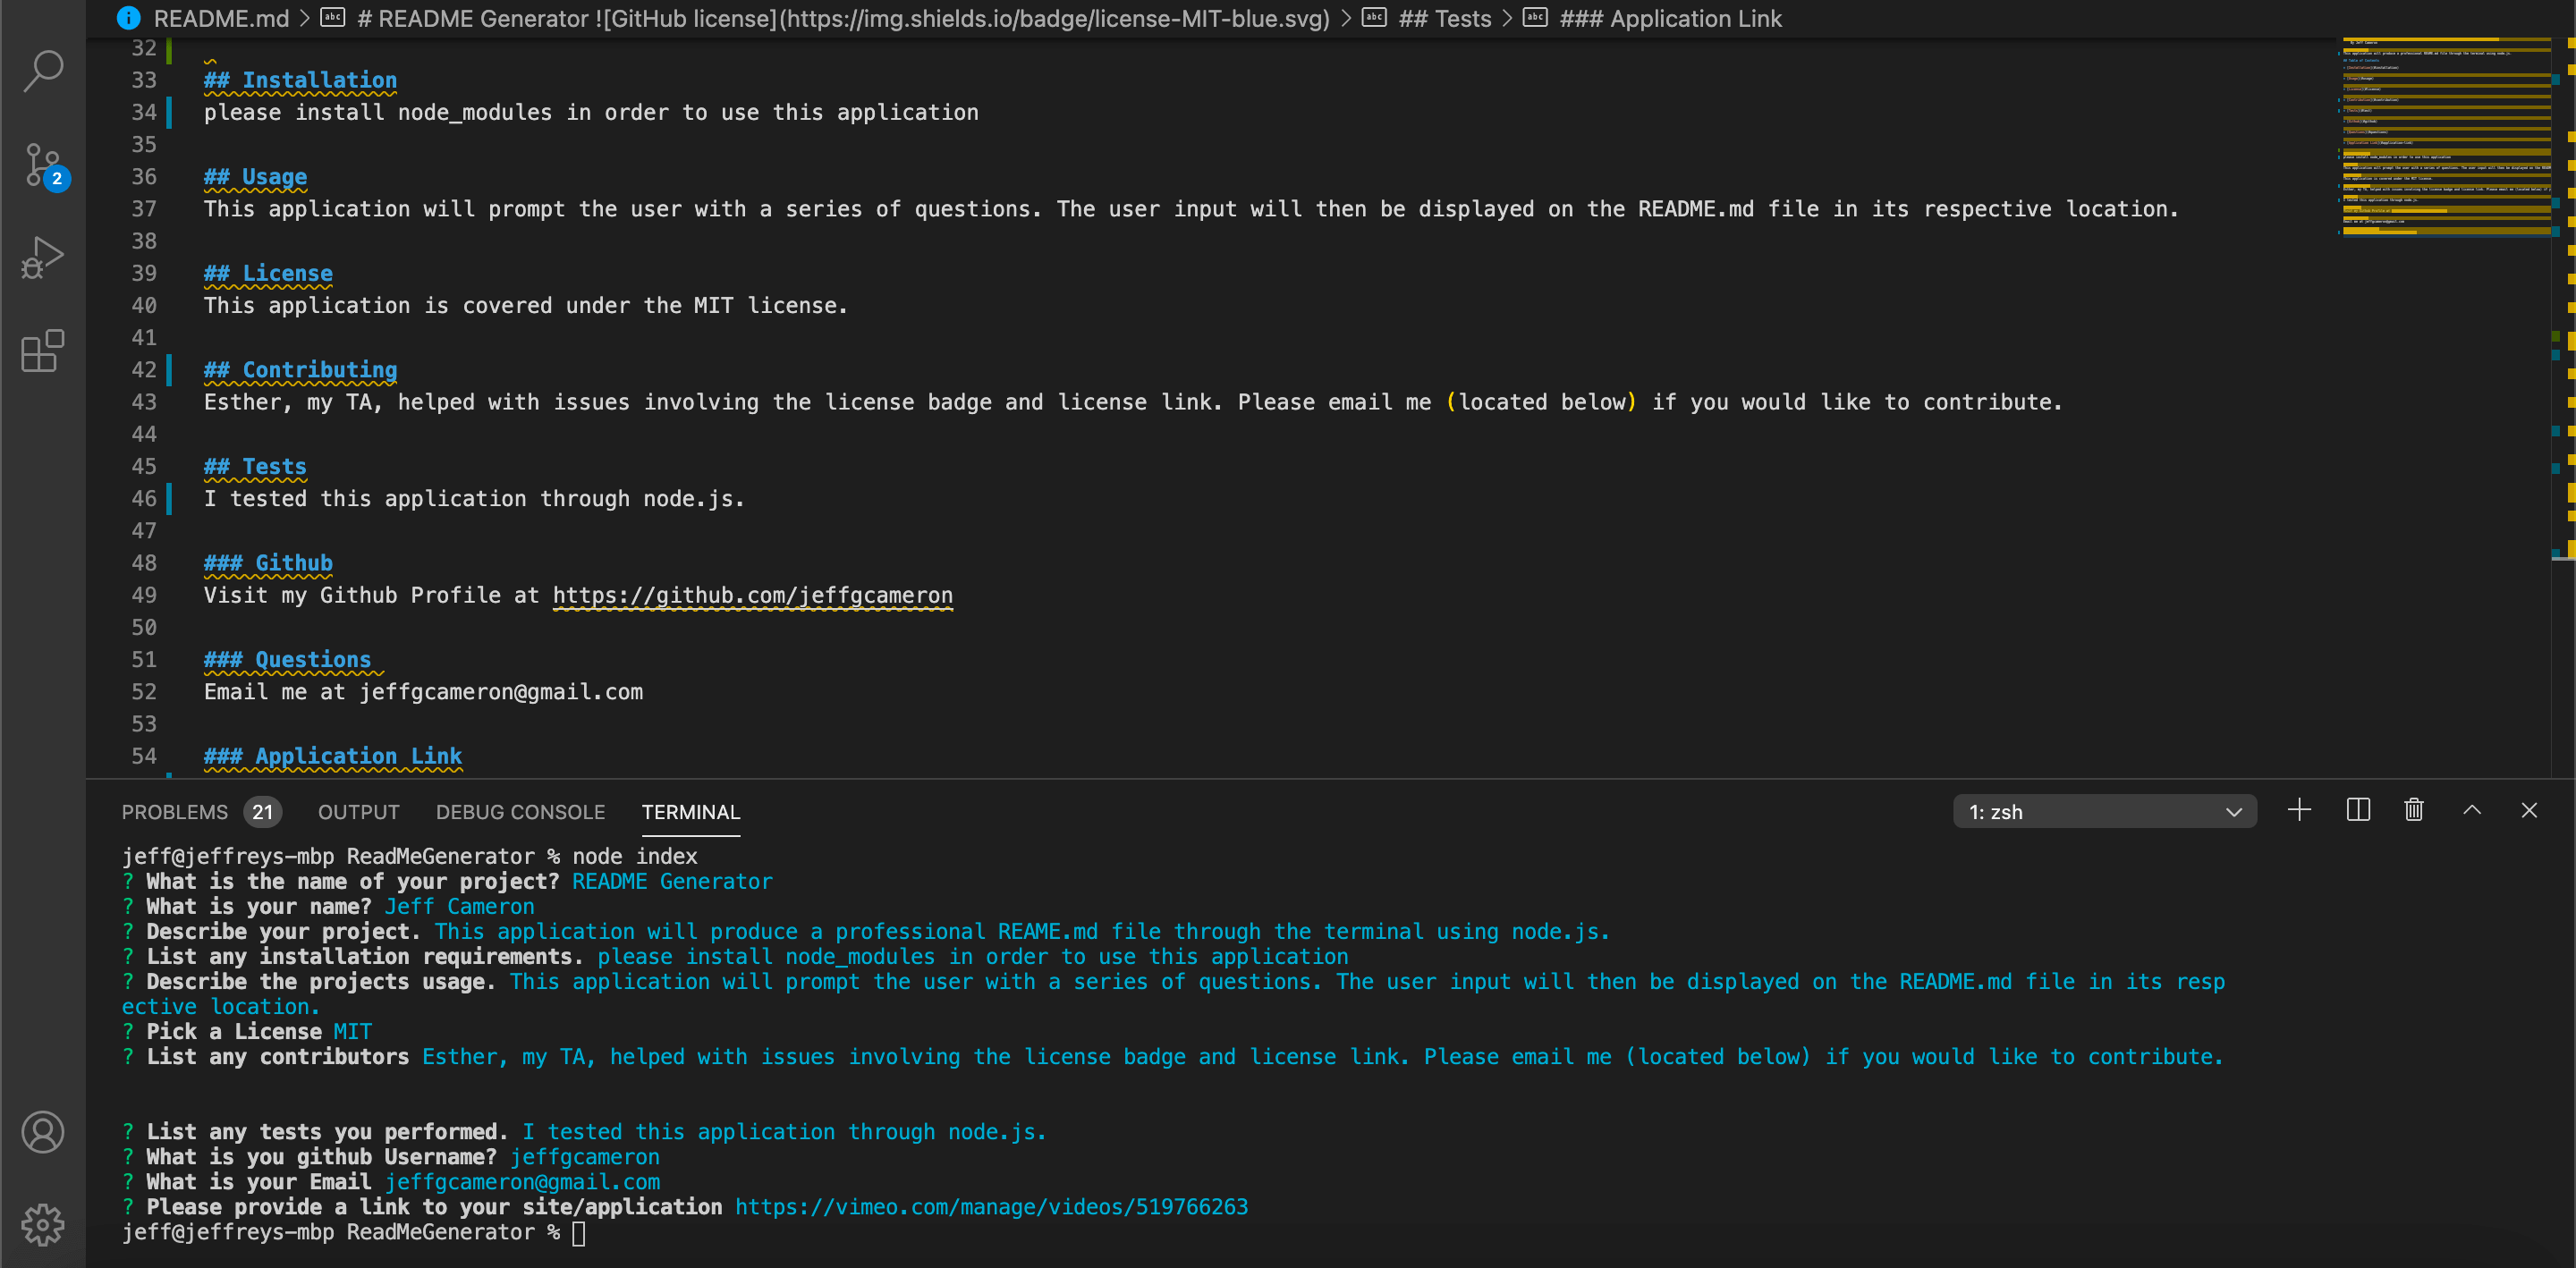 README.md > # README Generator ![GitHub license](https://img.shields.io/badge/license-MIT-blue.svg) > ## Tests > ### Application Link
32
33 ## Installation
34 please install node_modules in order to use this application
35
36 ## Usage
37 This application will prompt the user with a series of questions. The user input will then be displayed on the README.md file in its respective location.
38
39 ## License
40 This application is covered under the MIT license.
41
42 ## Contributing
43 Esther, my TA, helped with issues involving the license badge and license link. Please email me (located below) if you would like to contribute.
44
45 ## Tests
46 I tested this application through node.js.
47
48 ### Github
49 Visit my Github Profile at https://github.com/jeffgcameron
50
51 ### Questions
52 Email me at jeffgcameron@gmail.com
53
54 ### Application Link
2
PROBLEMS 21 OUTPUT DEBUG CONSOLE TERMINAL 1: zsh
jeff@jeffreys-mbp ReadMeGenerator % node index
? What is the name of your project? README Generator
? What is your name? Jeff Cameron
? Describe your project. This application will produce a professional REAME.md file through the terminal using node.js.
? List any installation requirements. please install node_modules in order to use this application
? Describe the projects usage. This application will prompt the user with a series of questions. The user input will then be displayed on the README.md file in its resp
ective location.
? Pick a License MIT
? List any contributors Esther, my TA, helped with issues involving the license badge and license link. Please email me (located below) if you would like to contribute.
? List any tests you performed. I tested this application through node.js.
? What is you github Username? jeffgcameron
? What is your Email jeffgcameron@gmail.com
? Please provide a link to your site/application https://vimeo.com/manage/videos/519766263
jeff@jeffreys-mbp ReadMeGenerator %